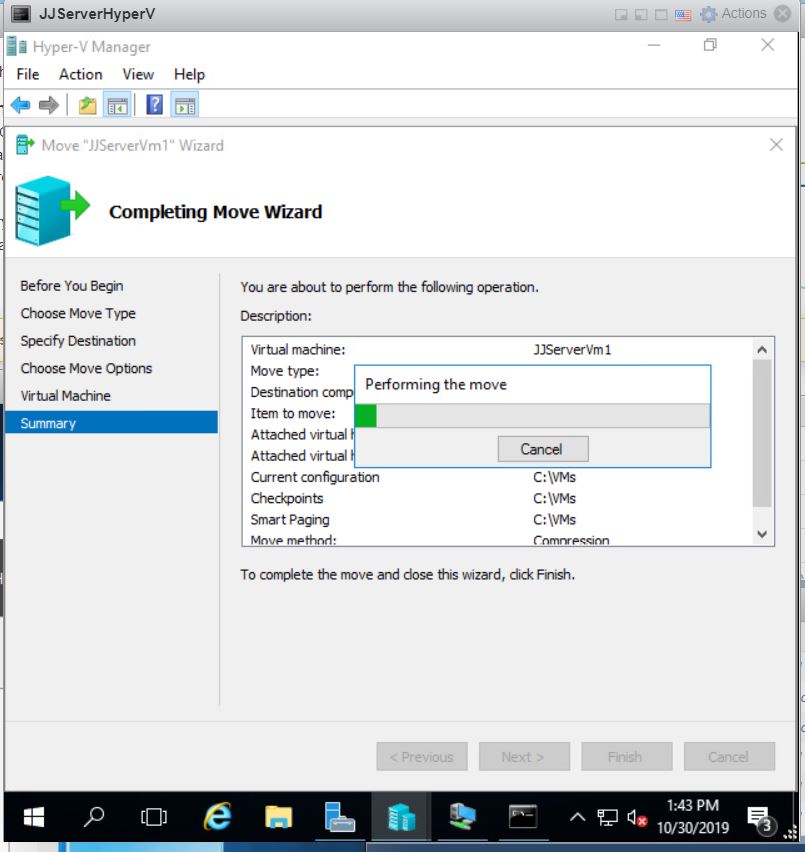 JJServerHyperV
Actions
Hyper-V Manager
File Action View Help
Move "JJServerVm1" Wizard
Completing Move Wizard
Before You Begin
Choose Move Type
Specify Destination
Choose Move Options
Virtual Machine
Summary
You are about to perform the following operation.
Description:
Virtual machine: JJServerVm1
Move type:
Destination comp
Item to move:
Attached virtual h
Attached virtual h
Performing the move
Cancel
Current configuration C:\VMs
Checkpoints C:\VMs
Smart Paging C:\VMs
Move method: Compression
To complete the move and close this wizard, click Finish.
< Previous Next > Finish Cancel
1:43 PM
10/30/2019
3